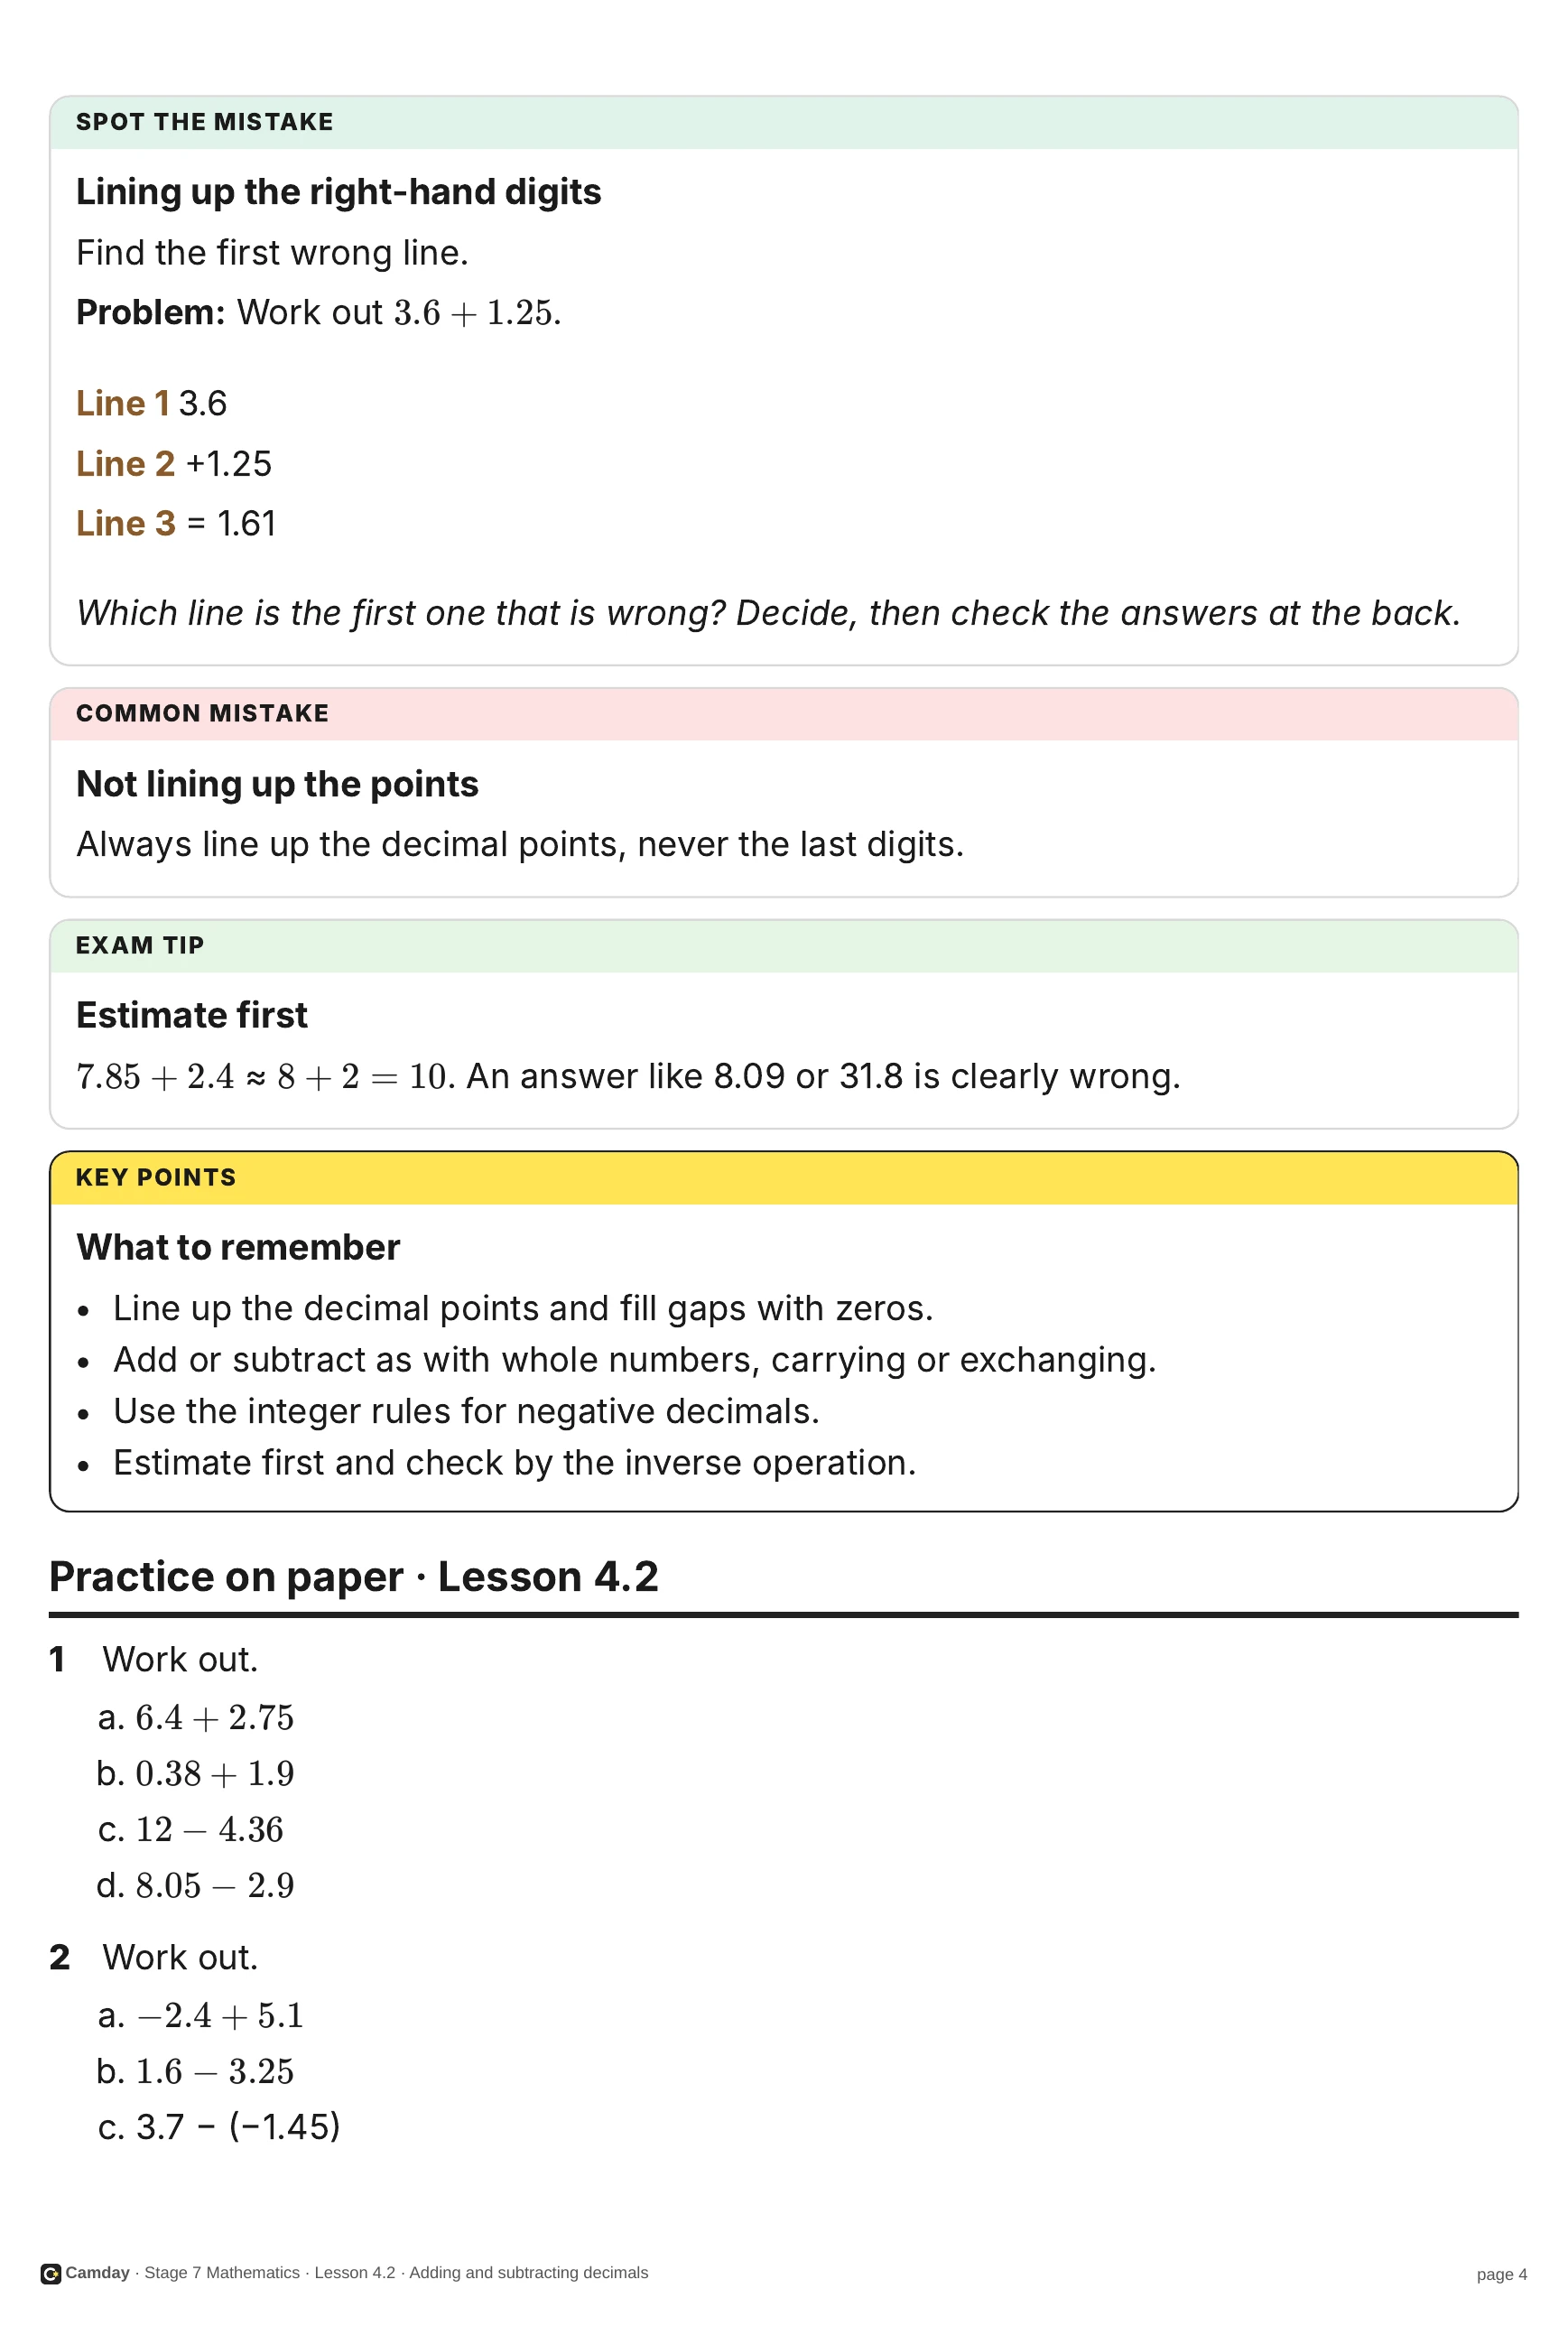 SPOT THE MISTAKE
Lining up the right-hand digits
Find the first wrong line.
Problem: Work out 3.6 + 1.25.
Line 1 3.6
Line 2 +1.25
Line 3 = 1.61
Which line is the first one that is wrong? Decide, then check the answers at the back.
COMMON MISTAKE
Not lining up the points
Always line up the decimal points, never the last digits.
EXAM TIP
Estimate first
7.85 + 2.4 ≈ 8 + 2 = 10. An answer like 8.09 or 31.8 is clearly wrong.
KEY POINTS
What to remember
• Line up the decimal points and fill gaps with zeros.
• Add or subtract as with whole numbers, carrying or exchanging.
• Use the integer rules for negative decimals.
• Estimate first and check by the inverse operation.
Practice on paper · Lesson 4.2
1 Work out.
a. 6.4 + 2.75
b. 0.38 + 1.9
c. 12 − 4.36
d. 8.05 − 2.9
2 Work out.
a. −2.4 + 5.1
b. 1.6 − 3.25
c. 3.7 − (−1.45)
Camday · Stage 7 Mathematics · Lesson 4.2 · Adding and subtracting decimals
page 4